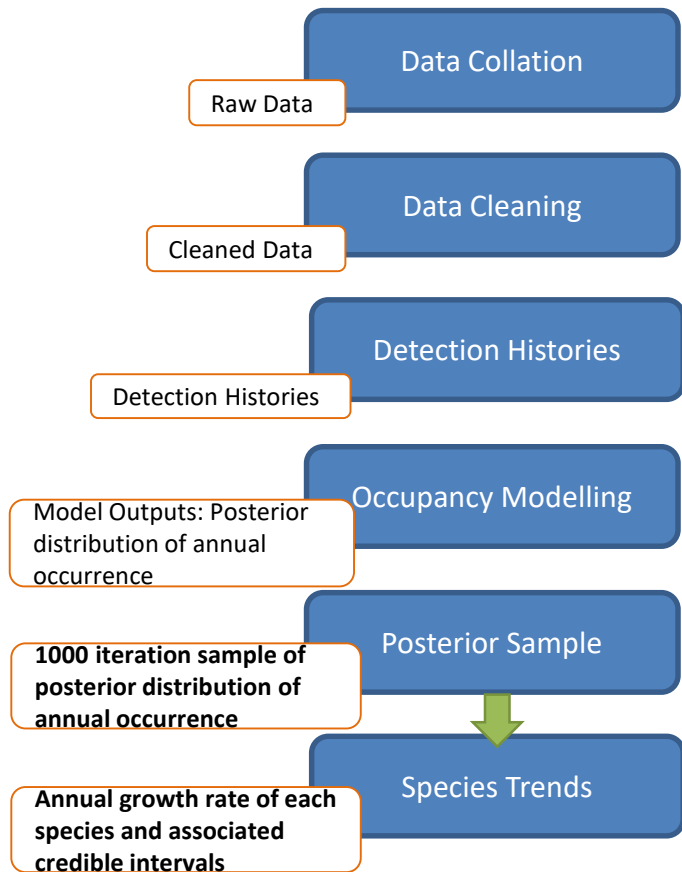 Data Collation
Raw Data
Data Cleaning
Cleaned Data
Detection Histories
Detection Histories
Occupancy Modelling
Model Outputs: Posterior
distribution of annual
occurrence
Posterior Sample
1000 iteration sample of
posterior distribution of
annual occurrence
Species Trends
Annual growth rate of each
species and associated
credible intervals